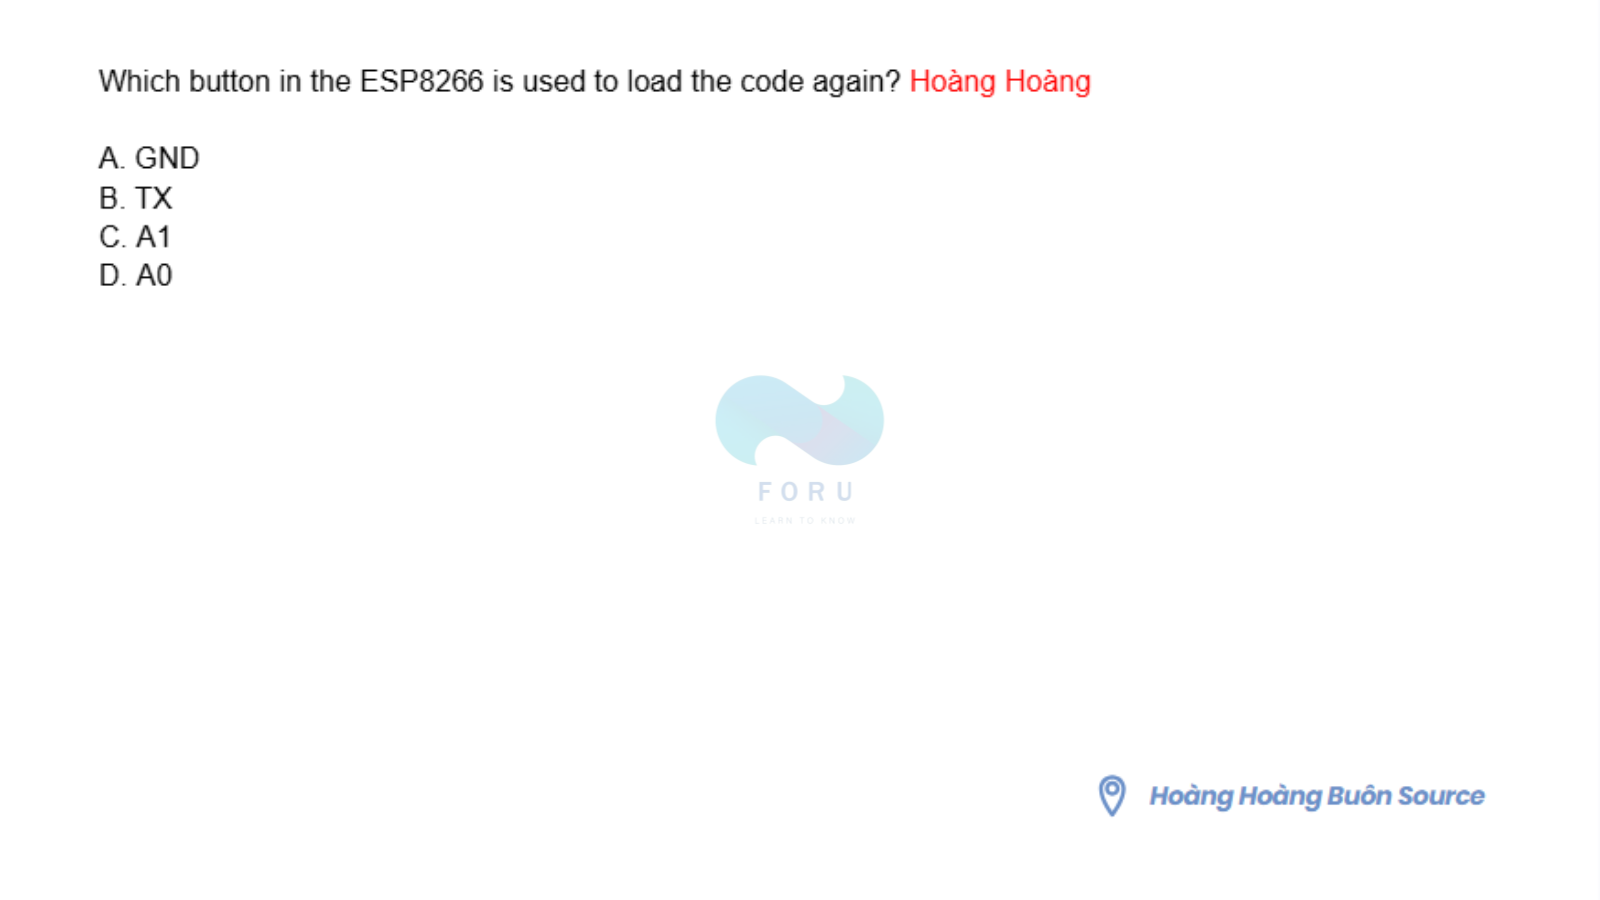 Which button in the ESP8266 is used to load the code again? Hoàng Hoàng
A. GND
B. TX
C. A1
D. A0
FORU
LEARN TO KNOW
Hoàng Hoàng Buôn Source